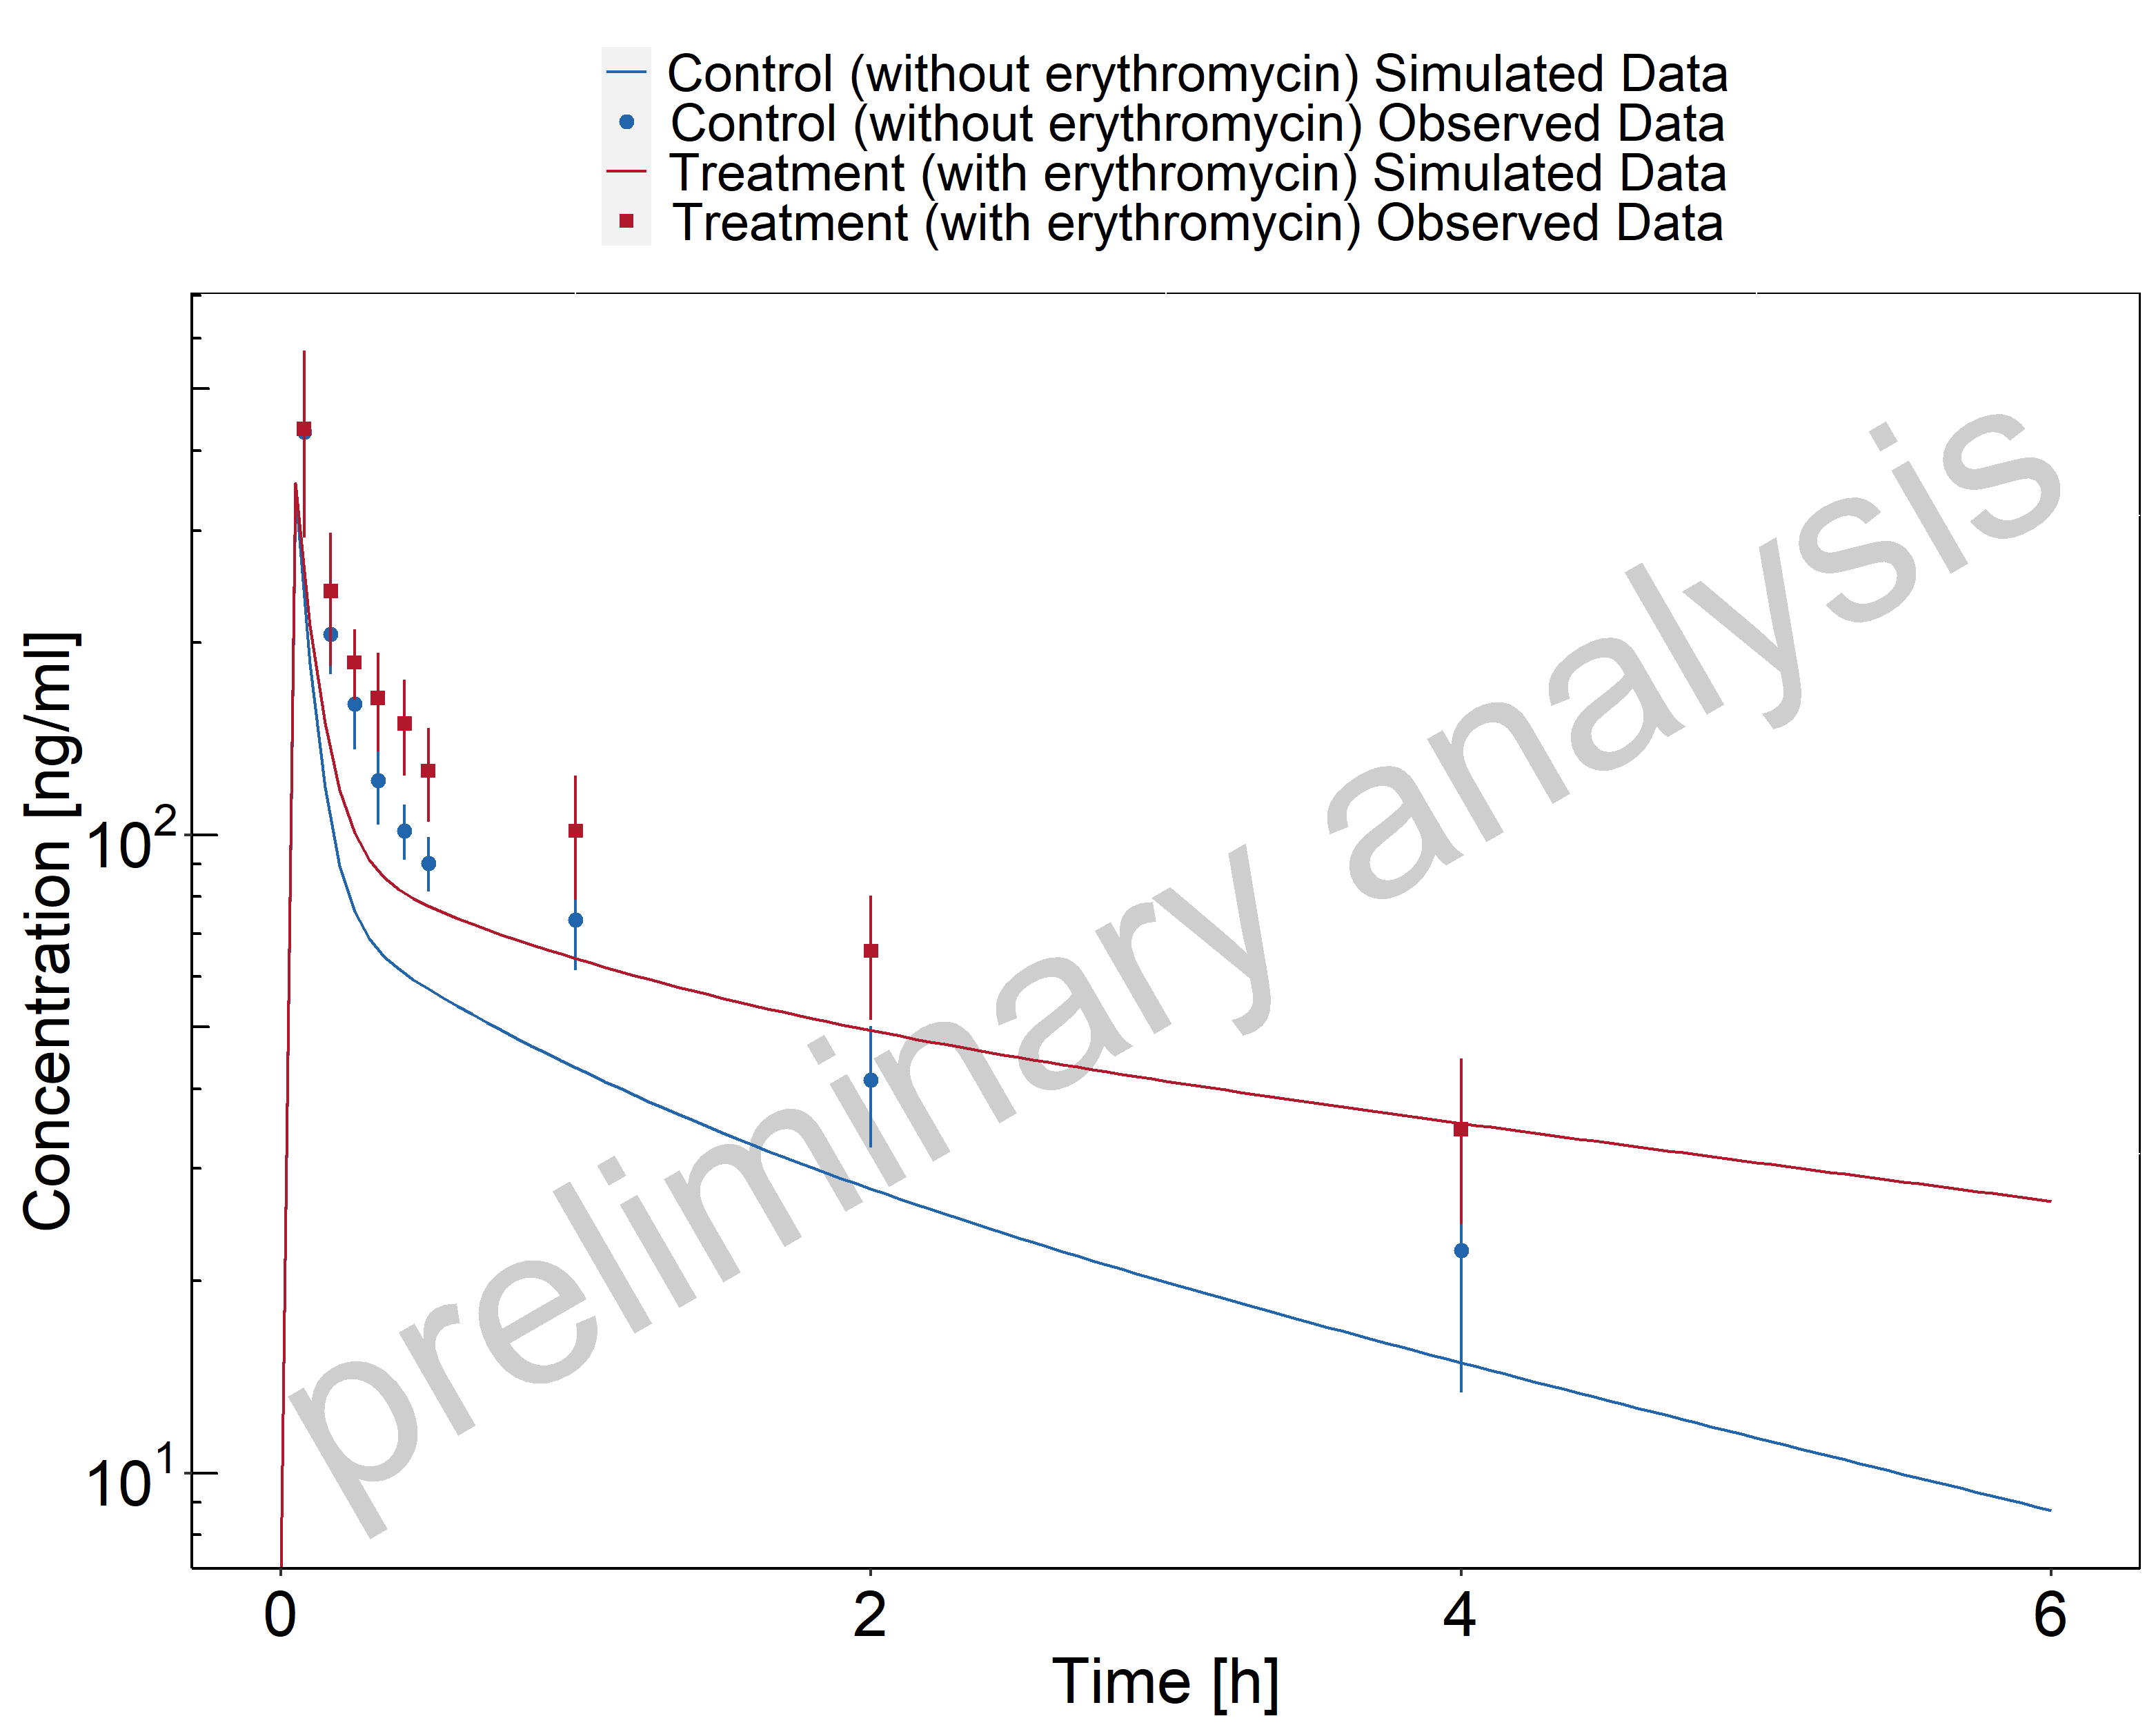 Control (without erythromycin) Simulated Data
Control (without erythromycin) Observed Data
Treatment (with erythromycin) Simulated Data
Treatment (with erythromycin) Observed Data
Concentration [ng/ml]
10²
10¹
preliminary analysis
0 2 4 6
Time [h]